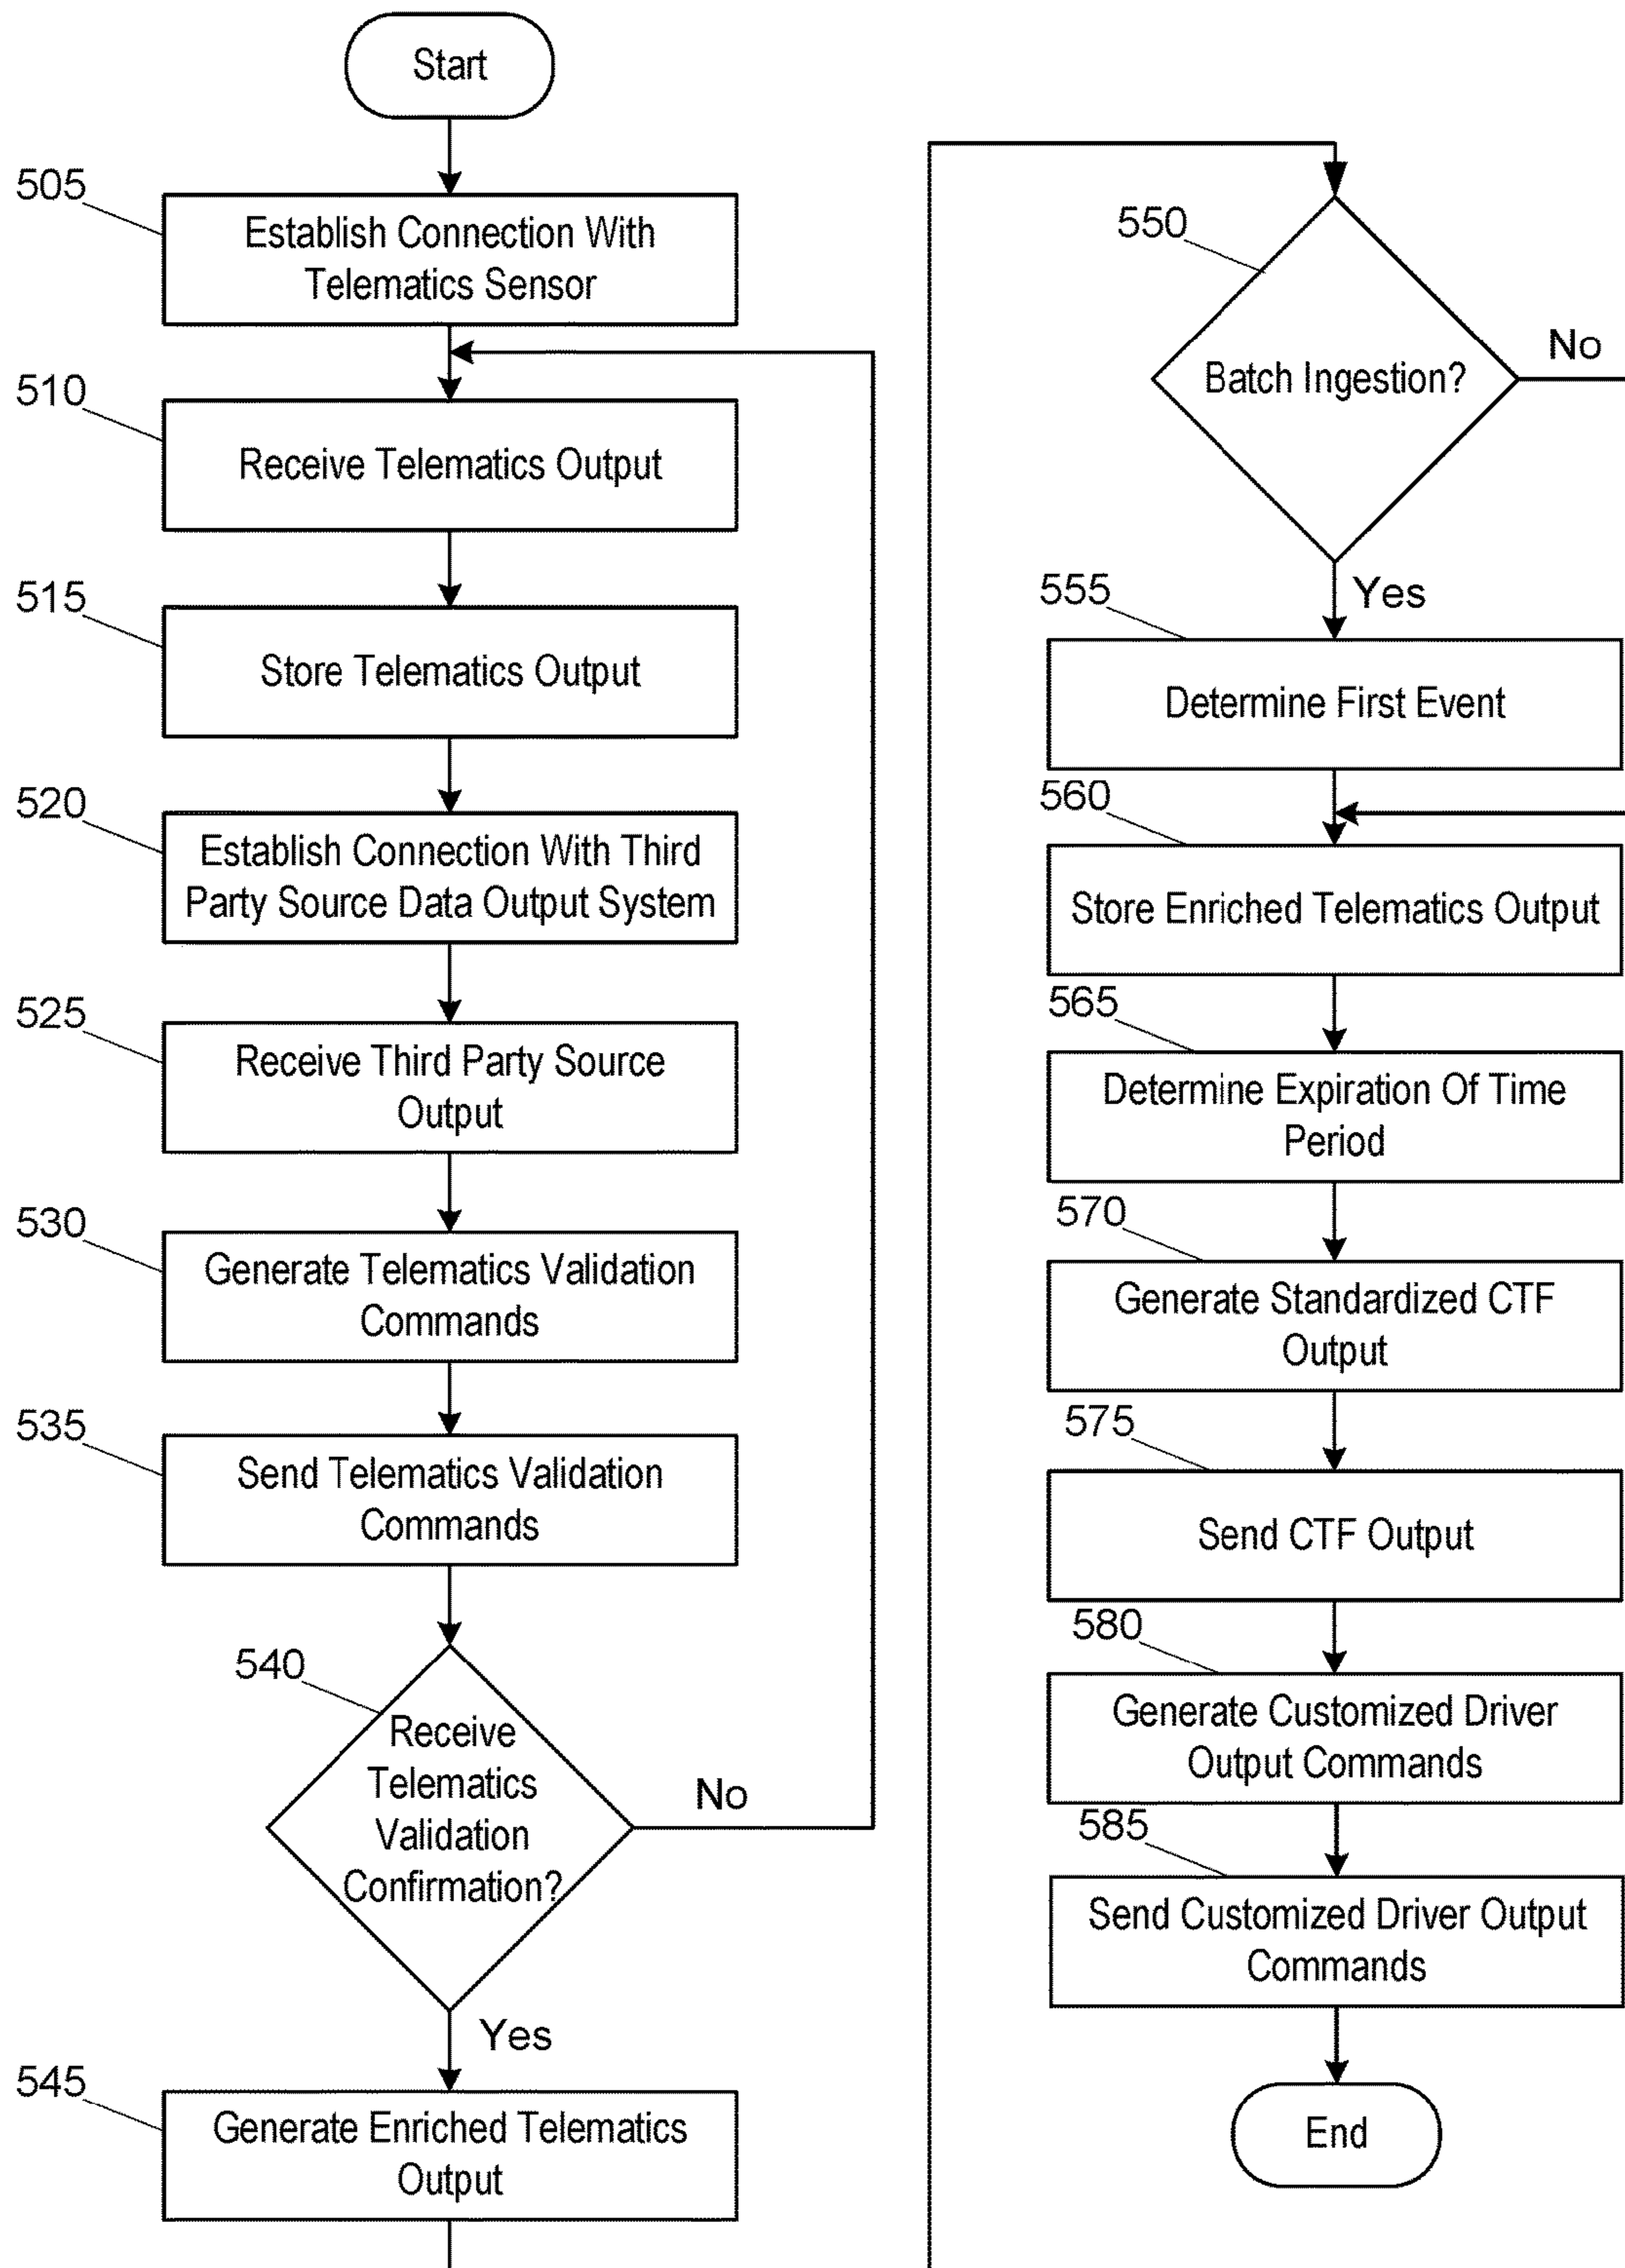 Start
505
Establish Connection With
Telematics Sensor
510
Receive Telematics Output
515
Store Telematics Output
520
Establish Connection With Third
Party Source Data Output System
525
Receive Third Party Source
Output
530
Generate Telematics Validation
Commands
535
Send Telematics Validation
Commands
540
Receive
Telematics
Validation
Confirmation?
No
Yes
545
Generate Enriched Telematics
Output
550
Batch Ingestion?
No
Yes
555
Determine First Event
560
Store Enriched Telematics Output
565
Determine Expiration Of Time
Period
570
Generate Standardized CTF
Output
575
Send CTF Output
580
Generate Customized Driver
Output Commands
585
Send Customized Driver Output
Commands
End